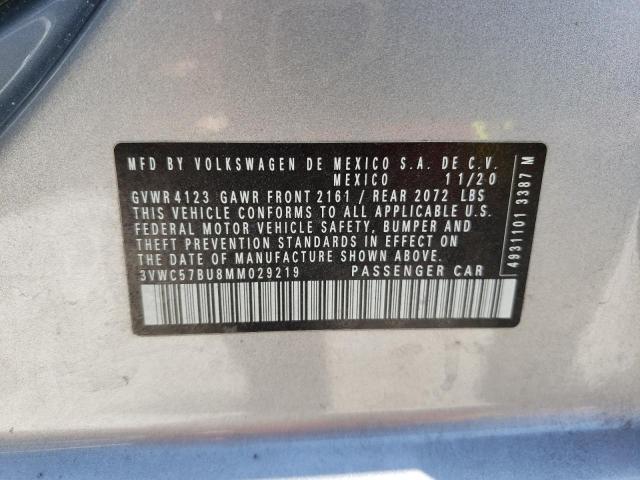 MFD BY VOLKSWAGEN DE MEXICO S.A. DE C.V.
MEXICO 11/20
GVWR 4123 GAWR FRONT 2161 / REAR 2072 LBS
THIS VEHICLE CONFORMS TO ALL APPLICABLE U.S.
FEDERAL MOTOR VEHICLE SAFETY, BUMPER AND
THEFT PREVENTION STANDARDS IN EFFECT ON THE
DATE OF MANUFACTURE SHOWN ABOVE
3VWC57BU8MM029219 PASSENGER CAR
4931101 3387 M